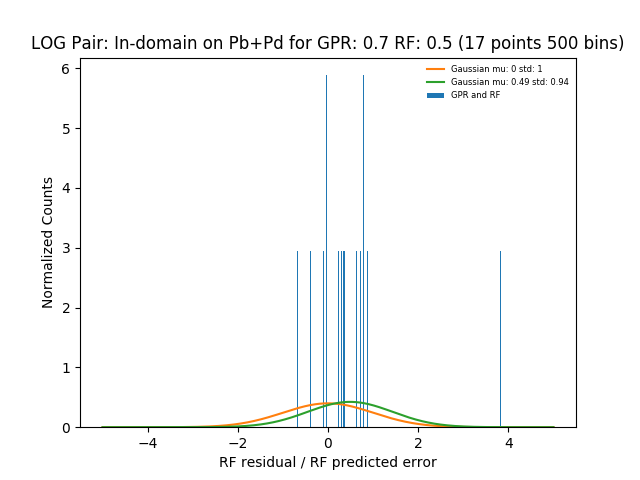 LOG Pair: In-domain on Pb+Pd for GPR: 0.7 RF: 0.5 (17 points 500 bins)
Gaussian mu: 0 std: 1
Gaussian mu: 0.49 std: 0.94
GPR and RF
Normalized Counts
6
5
4
3
2
1
0
−4 −2 0 2 4
RF residual / RF predicted error